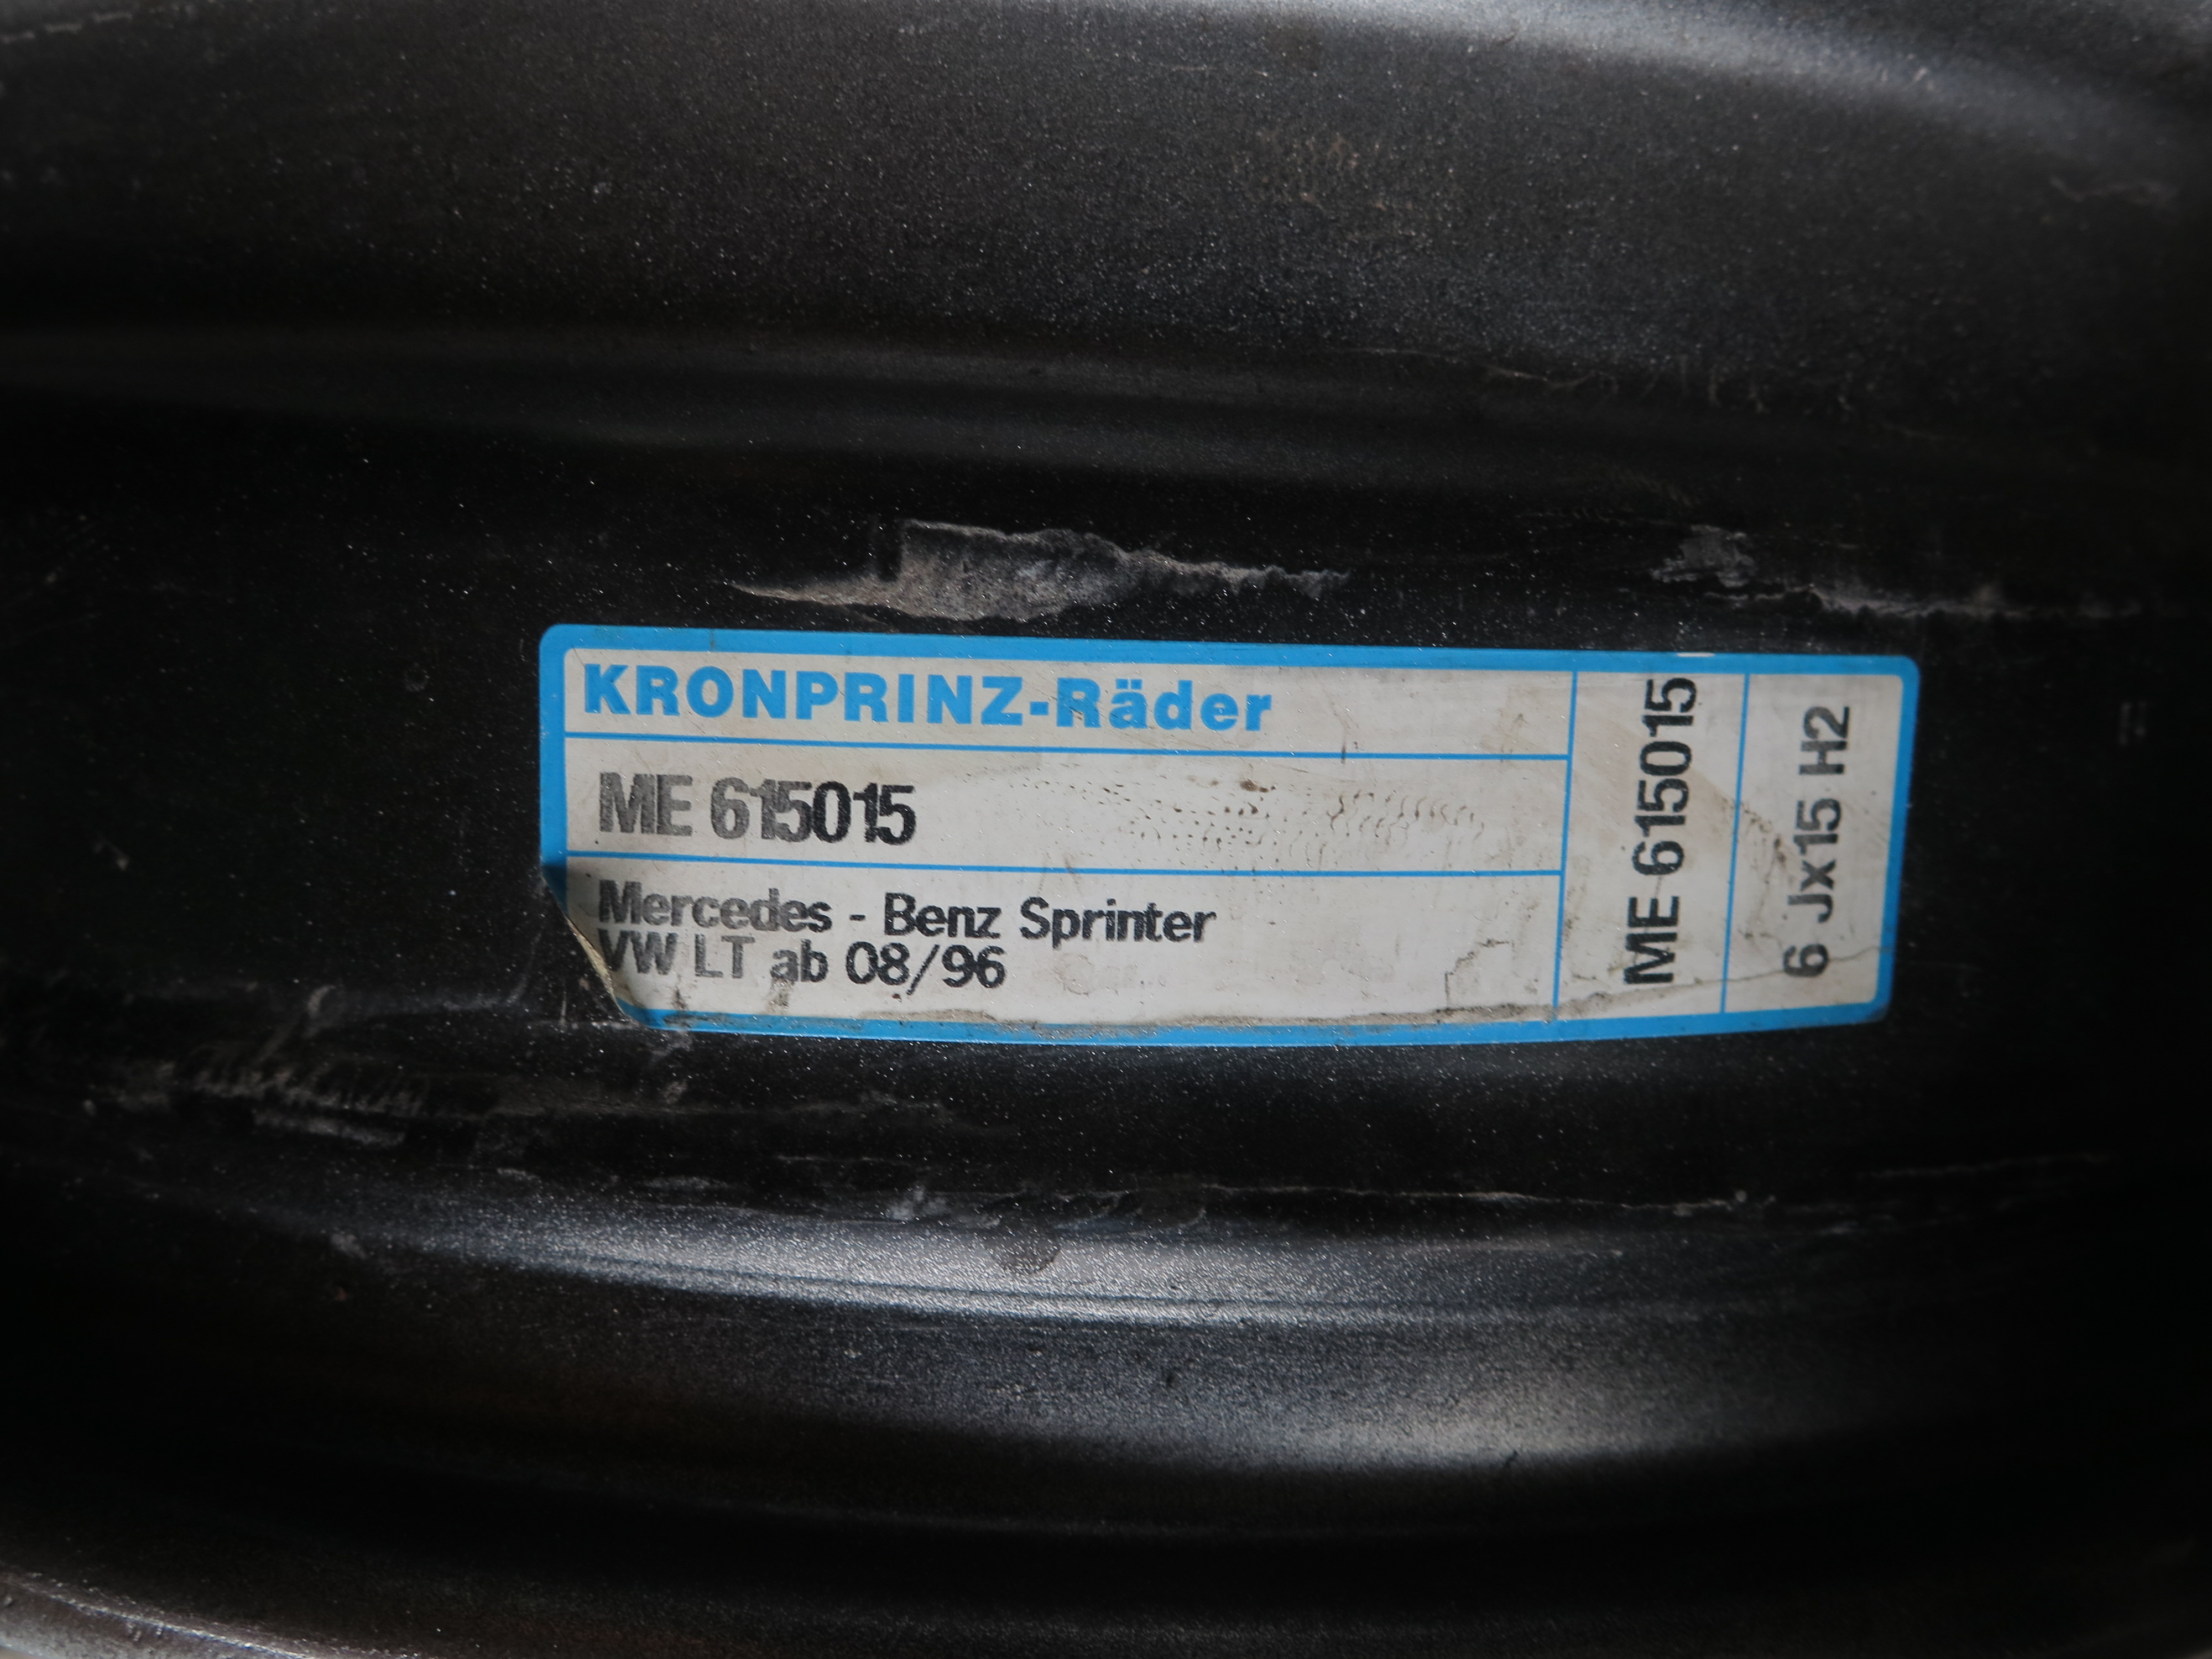 KRONPRINZ-Räder
ME 615015
Mercedes - Benz Sprinter
VW LT ab 08/96
ME 615015
6 Jx15 H2